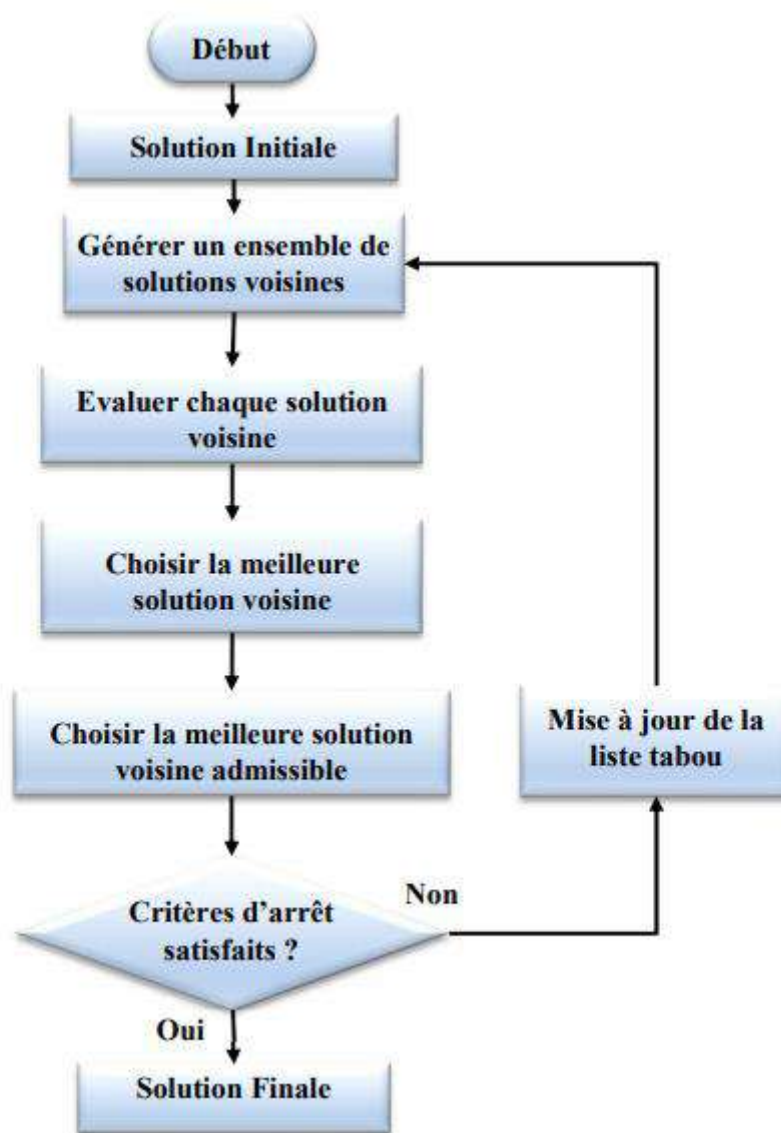 Début
Solution Initiale
Générer un ensemble de
solutions voisines
Evaluer chaque solution
voisine
Choisir la meilleure
solution voisine
Choisir la meilleure solution
voisine admissible
Mise à jour de la
liste tabou
Critères d’arrêt
satisfaits ?
Non
Oui
Solution Finale